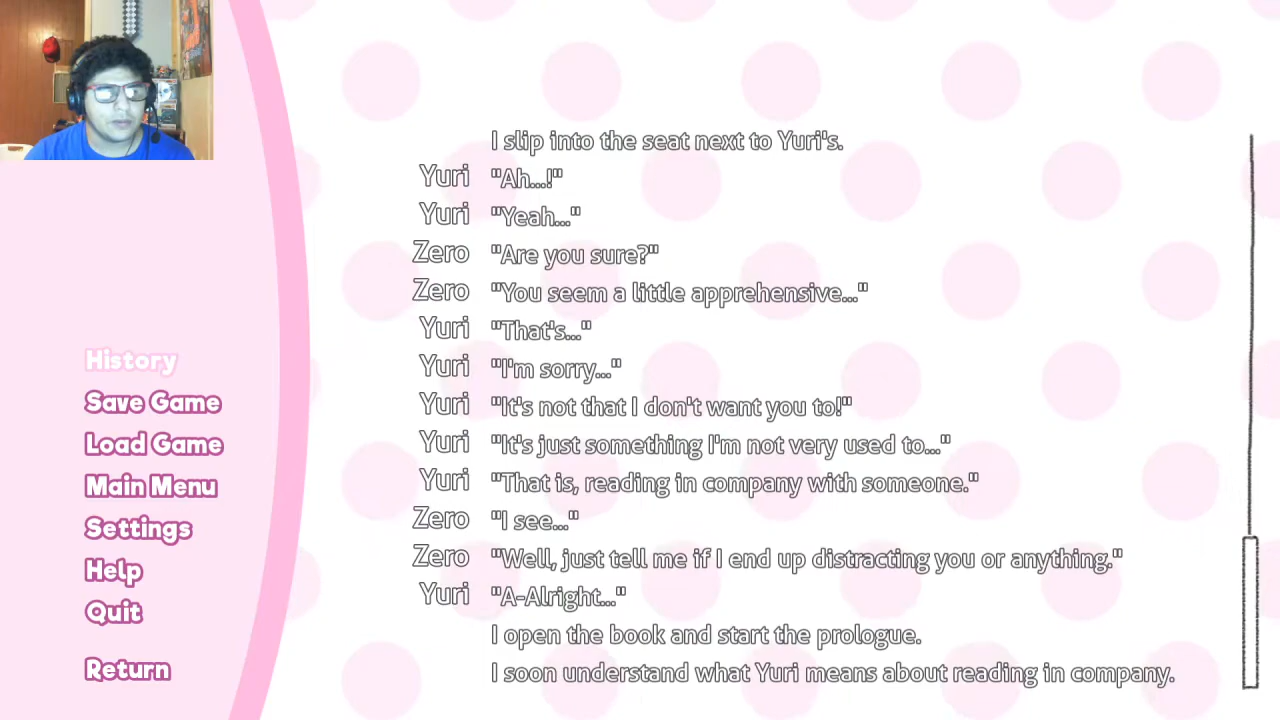 I slip into the seat next to Yuri's.
Yuri "Ah...!"
Yuri "Yeah..."
Zero "Are you sure?"
Zero "You seem a little apprehensive..."
Yuri "That's..."
Yuri "I'm sorry..."
Yuri "It's not that I don't want you to!"
Yuri "It's just something I'm not very used to..."
Yuri "That is, reading in company with someone."
Zero "I see..."
Zero "Well, just tell me if I end up distracting you or anything."
Yuri "A-Alright..."
I open the book and start the prologue.
I soon understand what Yuri means about reading in company.
History
Save Game
Load Game
Main Menu
Settings
Help
Quit
Return